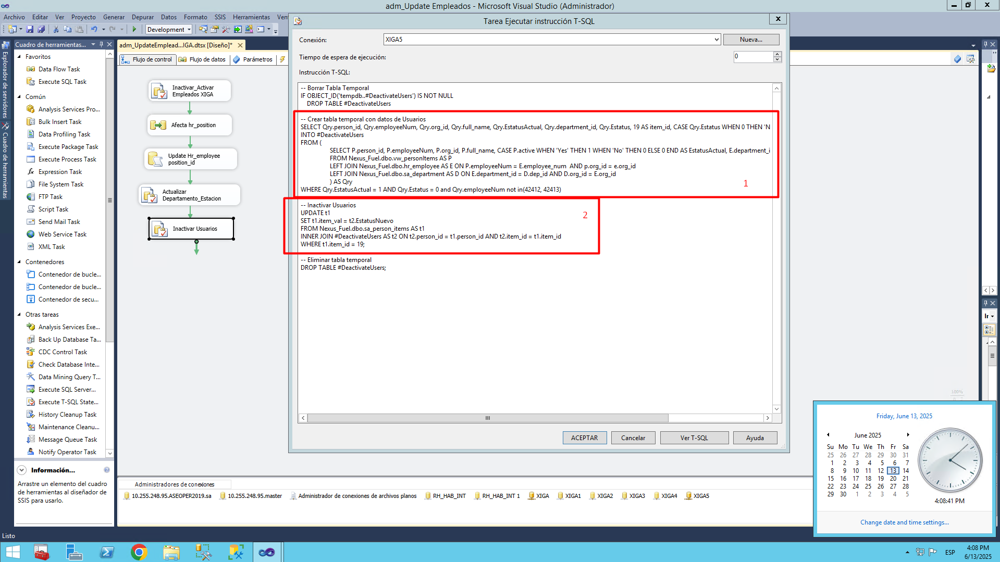 adm_Update Empleados - Microsoft Visual Studio (Administrador)
Archivo Editar Ver Proyecto Generar Depurar Datos Formato SSIS Herramientas Ven
Development
Explorador de servidores
Cuadro de herramientas
Cuadro de herramientas...
Favoritos
Data Flow Task
Execute SQL Task
Común
Analysis Services Pro...
Bulk Insert Task
Data Profiling Task
Execute Package Task
Execute Process Task
Expression Task
File System Task
FTP Task
Script Task
Send Mail Task
Web Service Task
XML Task
Contenedores
Contenedor de bucle...
Contenedor de bucle...
Contenedor de secu...
Otras tareas
Analysis Services Exe...
Back Up Database Ta...
CDC Control Task
Check Database Inte...
Data Mining Query T...
Execute SQL Server...
Execute T-SQL State...
History Cleanup Task
Maintenance Cleanu...
Message Queue Task
Notify Operator Task
Información...
Arrastre un elemento del cuadro
de herramientas al diseñador de
SSIS para usarlo.
Listo
adm_UpdateEmplead...IGA.dtsx [Diseño]*
Flujo de control Flujo de datos Parámetros
Inactivar_Activar
Empleados XIGA
Afecta hr_position
Update Hr_employee
position_id
Actualizar
Departamento_Estacion
Inactivar Usuarios
Tarea Ejecutar instrucción T-SQL
Conexión: XIGA5 Nueva...
Tiempo de espera de ejecución: 0
Instrucción T-SQL:
-- Borrar Tabla Temporal
IF OBJECT_ID('tempdb..#DeactivateUsers') IS NOT NULL
DROP TABLE #DeactivateUsers
-- Crear tabla temporal con datos de Usuarios
SELECT Qry.person_id, Qry.employeeNum, Qry.org_id, Qry.full_name, Qry.EstatusActual, Qry.department_id, Qry.Estatus, 19 AS item_id, CASE Qry.Estatus WHEN 0 THEN 'N
INTO #DeactivateUsers
FROM (
SELECT P.person_id, P.employeeNum, P.org_id, P.full_name, CASE P.active WHEN 'Yes' THEN 1 WHEN 'No' THEN 0 ELSE 0 END AS EstatusActual, E.department_i
FROM Nexus_Fuel.dbo.vw_personItems AS P
LEFT JOIN Nexus_Fuel.dbo.hr_employee AS E ON P.employeeNum = E.employee_num  AND p.org_id = e.org_id
LEFT JOIN Nexus_Fuel.dbo.sa_department AS D ON E.department_id = D.dep_id AND D.org_id = E.org_id
) AS Qry
WHERE Qry.EstatusActual = 1 AND Qry.Estatus = 0 and Qry.employeeNum not in(42412, 42413)
1
-- Inactivar Usuarios
UPDATE t1
SET t1.item_val = t2.EstatusNuevo
FROM Nexus_Fuel.dbo.sa_person_items AS t1
INNER JOIN #DeactivateUsers AS t2 ON t2.person_id = t1.person_id AND t2.item_id = t1.item_id
WHERE t1.item_id = 19;
2
-- Eliminar tabla temporal
DROP TABLE #DeactivateUsers;
ACEPTAR Cancelar Ver T-SQL Ayuda
Ir
100%
Administradores de conexiones
10.255.248.95.ASEOPER2019.sa 10.255.248.95.master Administrador de conexiones de archivos planos RH_HAB_INT RH_HAB_INT 1 XIGA XIGA1 XIGA2 XIGA3 XIGA4 XIGA5
Friday, June 13, 2025
June 2025
Su Mo Tu We Th Fr Sa
25 26 27 28 29 30 31
1 2 3 4 5 6 7
8 9 10 11 12 13 14
15 16 17 18 19 20 21
22 23 24 25 26 27 28
29 30 1 2 3 4 5
4:08:41 PM
Change date and time settings...
ESP
4:08 PM
6/13/2025